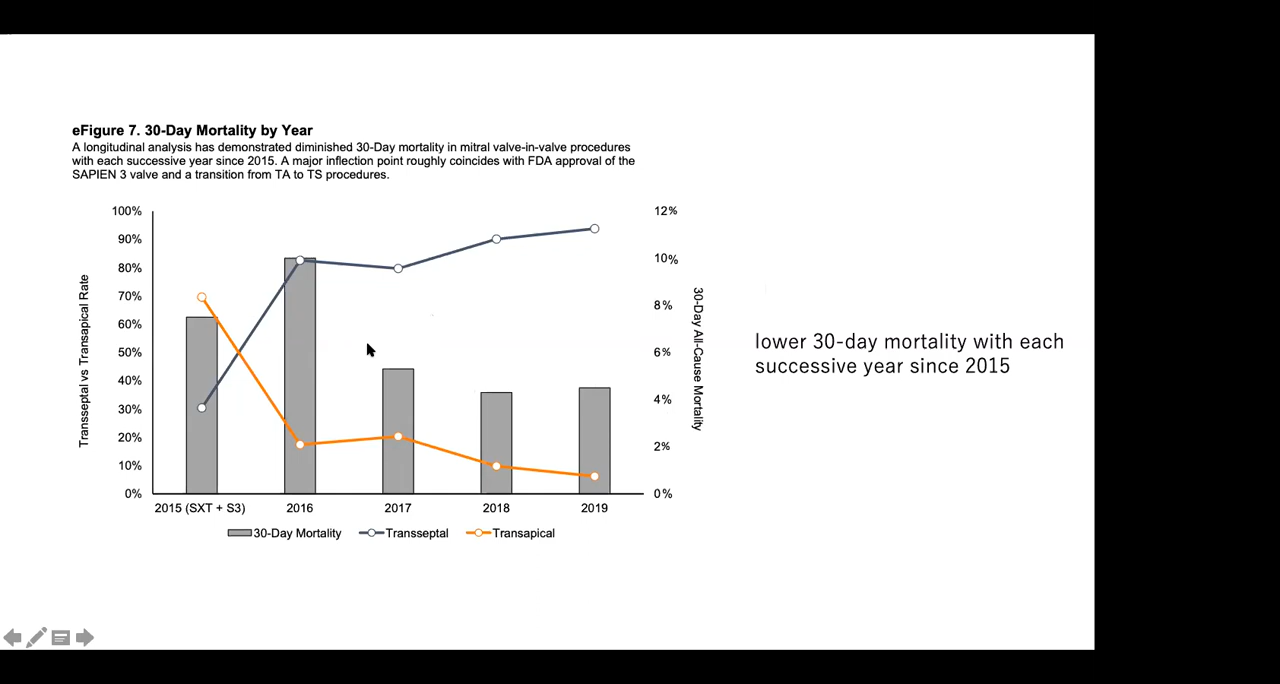 eFigure 7. 30-Day Mortality by Year
A longitudinal analysis has demonstrated diminished 30-Day mortality in mitral valve-in-valve procedures
with each successive year since 2015. A major inflection point roughly coincides with FDA approval of the
SAPIEN 3 valve and a transition from TA to TS procedures.
100%
90%
80%
70%
60%
50%
40%
30%
20%
10%
0%
Transseptal vs Transapical Rate
12%
10%
8%
6%
4%
2%
0%
30-Day All-Cause Mortality
2015 (SXT + S3) 2016 2017 2018 2019
30-Day Mortality Transseptal Transapical
lower 30-day mortality with each
successive year since 2015